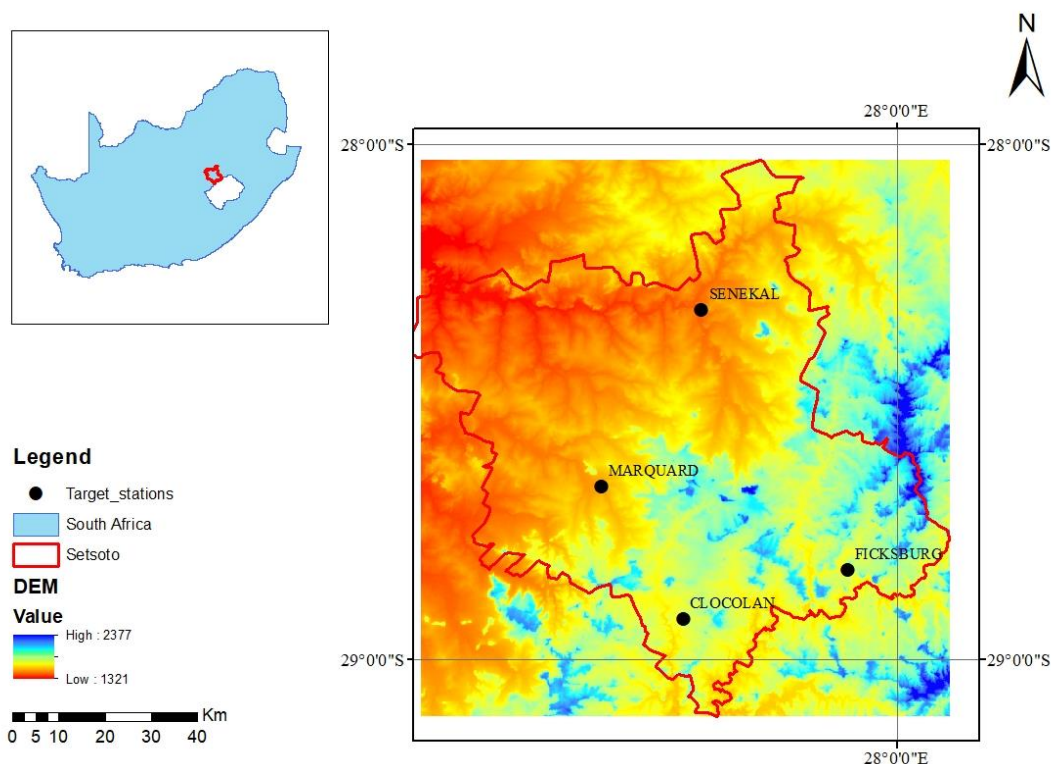 N
28°0'0"E
28°0'0"S
28°0'0"S
SENEKAL
MARQUARD
FICKSBURG
CLOCOLAN
29°0'0"S
29°0'0"S
28°0'0"E
Legend
Target_stations
South Africa
Setsoto
DEM
Value
High : 2377
Low : 1321
Km
0 5 10 20 30 40